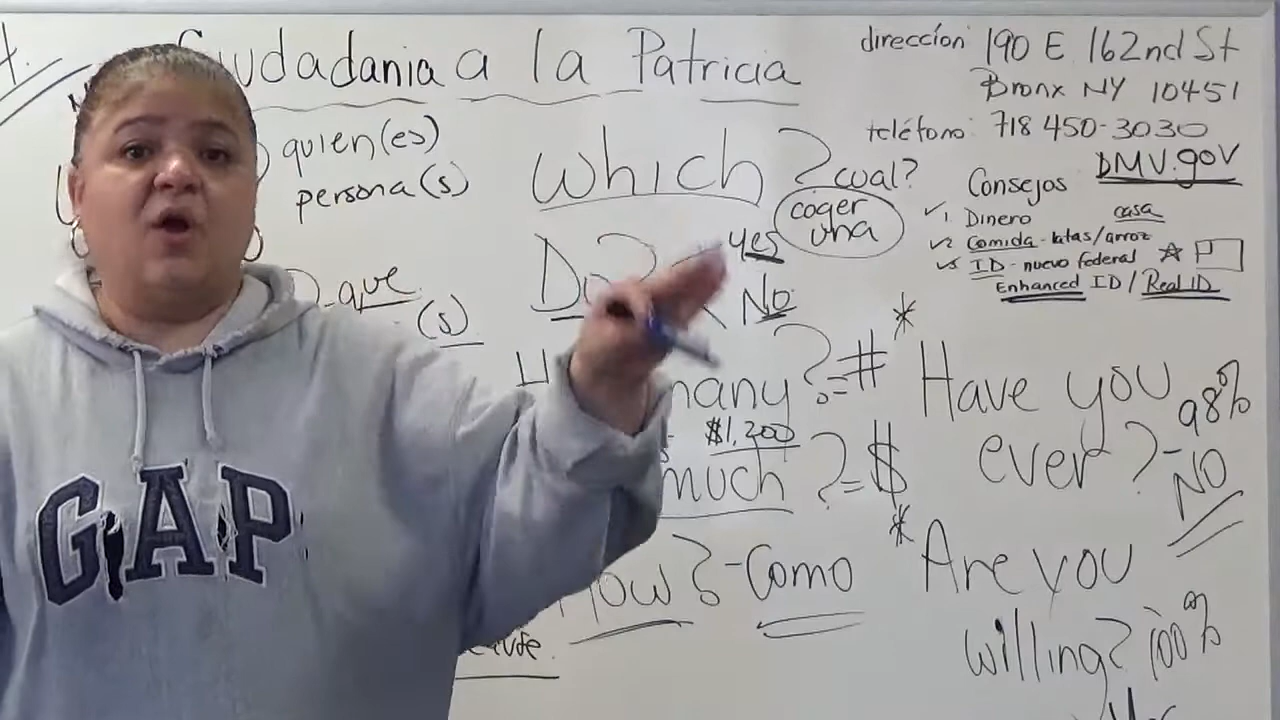 Ciudadania a la Patricia
dirección 190 E 162nd St
Bronx NY 10451
teléfono: 718 450-3030
quien(es)
persona(s)
que
(s)
Which? cual?
coger
una
Do
yes
No
many? = #
$1,200
much? = $
How? - Como
Consejos DMV.gov
1. Dinero casa
2. Comida - latas/arroz
3. ID - nuevo federal
Enhanced ID / Real ID
* Have you
ever? - 98%
NO
* Are you
willing? 100%
GAP